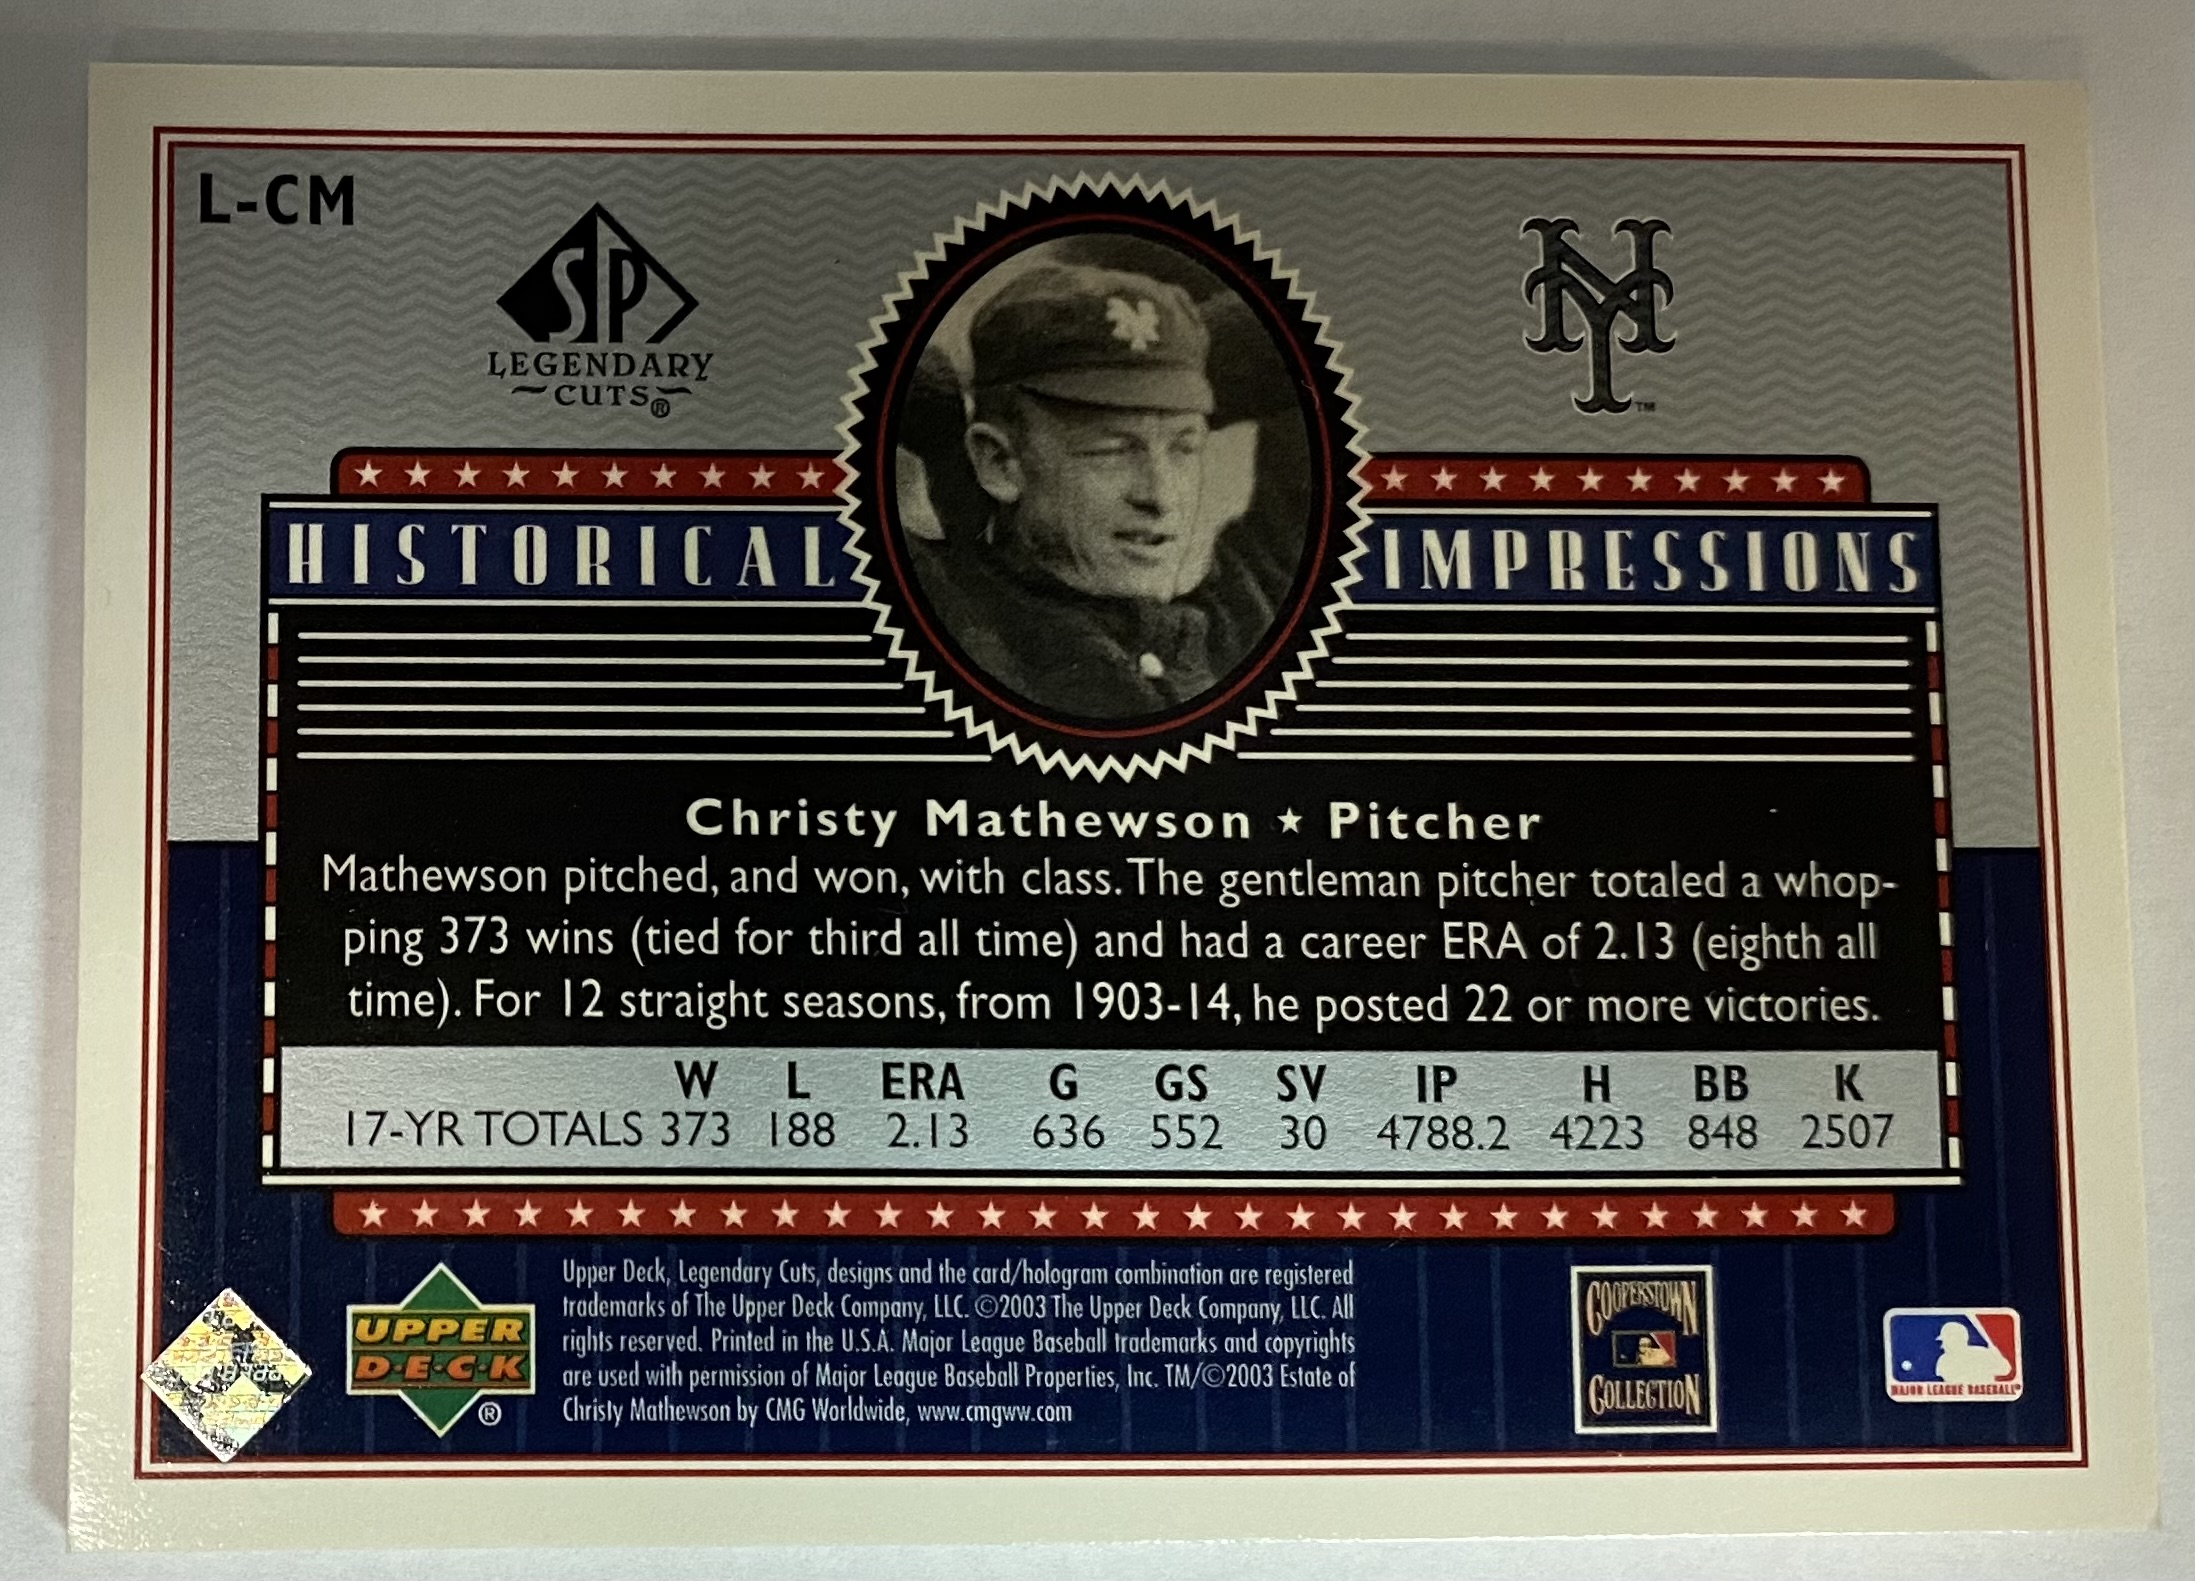 L-CM
SP
LEGENDARY
CUTS®
NY
NY™
HISTORICAL IMPRESSIONS
Christy Mathewson ★ Pitcher
Mathewson pitched, and won, with class. The gentleman pitcher totaled a whop-
ping 373 wins (tied for third all time) and had a career ERA of 2.13 (eighth all
time). For 12 straight seasons, from 1903-14, he posted 22 or more victories.
W L ERA G GS SV IP H BB K
17-YR TOTALS 373 188 2.13 636 552 30 4788.2 4223 848 2507
UPPER
D·E·C·K
®
Upper Deck, Legendary Cuts, designs and the card/hologram combination are registered
trademarks of The Upper Deck Company, LLC. ©2003 The Upper Deck Company, LLC. All
rights reserved. Printed in the U.S.A. Major League Baseball trademarks and copyrights
are used with permission of Major League Baseball Properties, Inc. TM/©2003 Estate of
Christy Mathewson by CMG Worldwide, www.cmgww.com
COOPERSTOWN
COLLECTION
MAJOR LEAGUE BASEBALL®